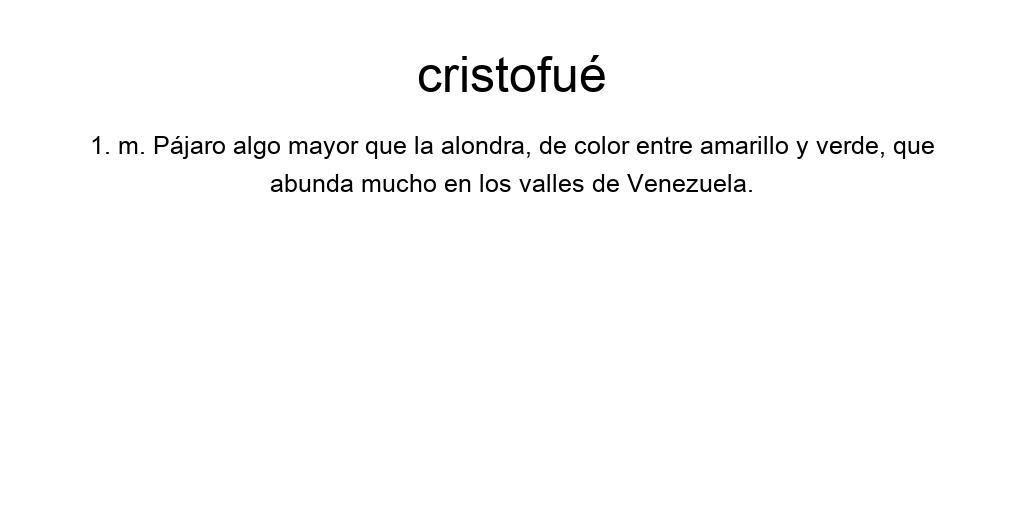 cristofué
1. m. Pájaro algo mayor que la alondra, de color entre amarillo y verde, que
abunda mucho en los valles de Venezuela.